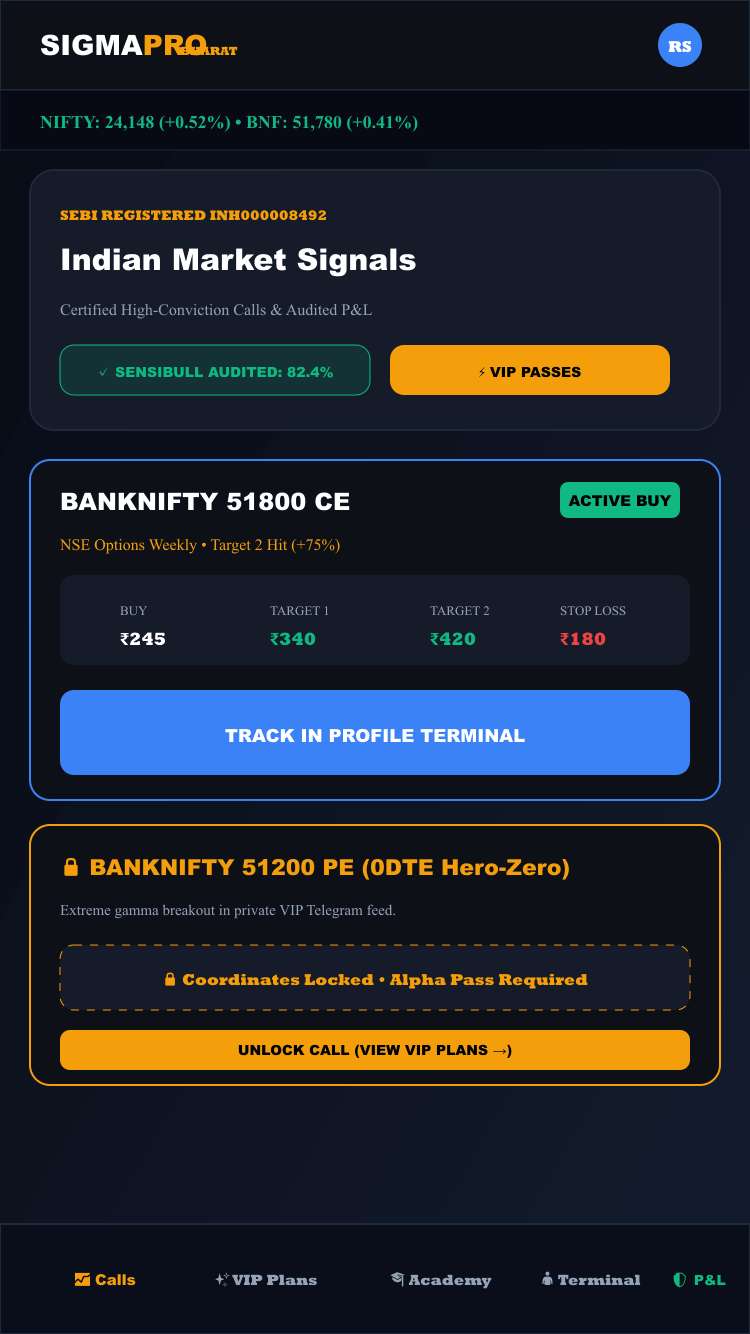 SIGMAPRO BHARAT
RS
NIFTY: 24,148 (+0.52%) • BNF: 51,780 (+0.41%)
SEBI REGISTERED INH000008492
Indian Market Signals
Certified High-Conviction Calls & Audited P&L
✓ SENSIBULL AUDITED: 82.4%
⚡ VIP PASSES
BANKNIFTY 51800 CE
ACTIVE BUY
NSE Options Weekly • Target 2 Hit (+75%)
BUY TARGET 1 TARGET 2 STOP LOSS
₹245 ₹340 ₹420 ₹180
TRACK IN PROFILE TERMINAL
🔒 BANKNIFTY 51200 PE (0DTE Hero-Zero)
Extreme gamma breakout in private VIP Telegram feed.
🔒 Coordinates Locked • Alpha Pass Required
UNLOCK CALL (VIEW VIP PLANS →)
Calls VIP Plans Academy Terminal P&L